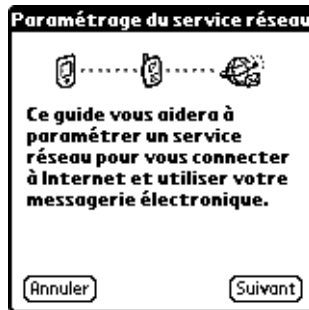 Paramétrage du service réseau
Ce guide vous aidera à
paramétrer un service
réseau pour vous connecter
à Internet et utiliser votre
messagerie électronique.
Annuler
Suivant